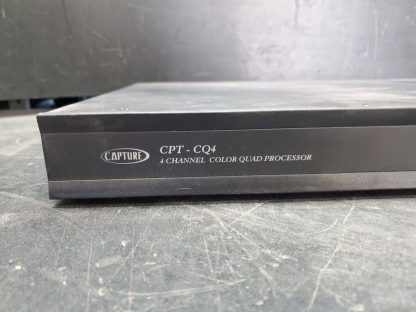 CAPTURE
CPT - CQ4
4 CHANNEL COLOR QUAD PROCESSOR